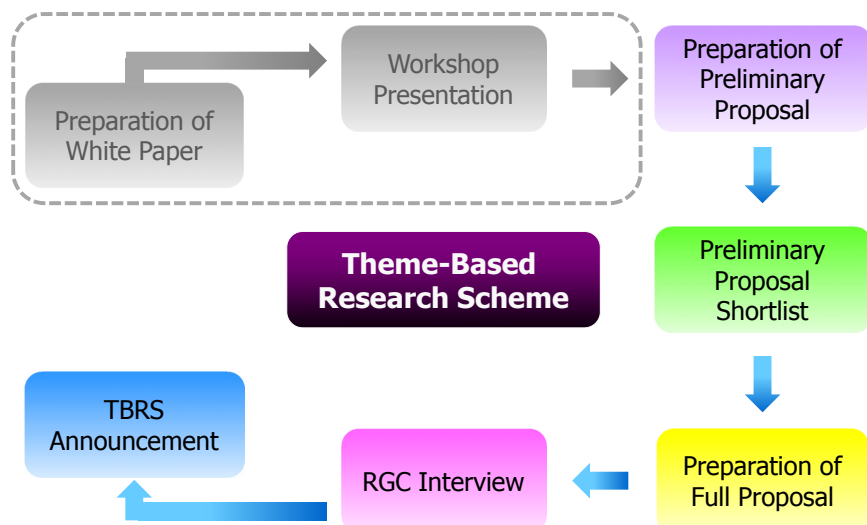 Preparation of
White Paper
Workshop
Presentation
Preparation of
Preliminary
Proposal
Theme-Based
Research Scheme
Preliminary
Proposal
Shortlist
Preparation of
Full Proposal
RGC Interview
TBRS
Announcement